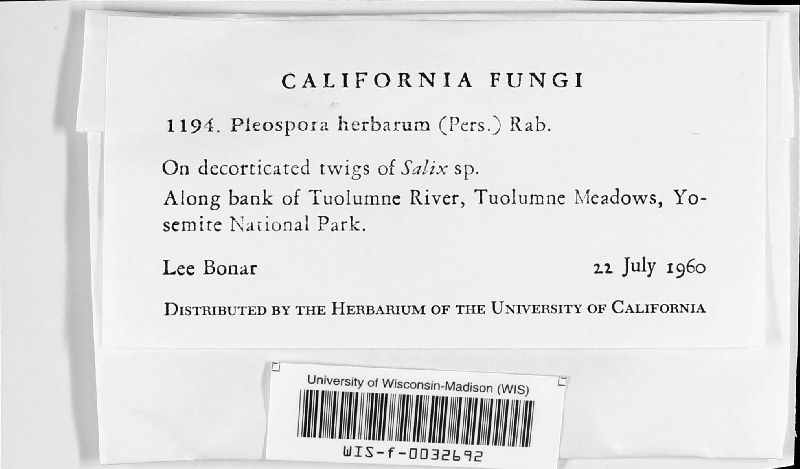 CALIFORNIA FUNGI
1194. Pleospora herbarum (Pers.) Rab.
On decorticated twigs of Salix sp.
Along bank of Tuolumne River, Tuolumne Meadows, Yo-
semite National Park.
Lee Bonar 22 July 1960
DISTRIBUTED BY THE HERBARIUM OF THE UNIVERSITY OF CALIFORNIA
University of Wisconsin-Madison (WIS)
WIS-f-0032692